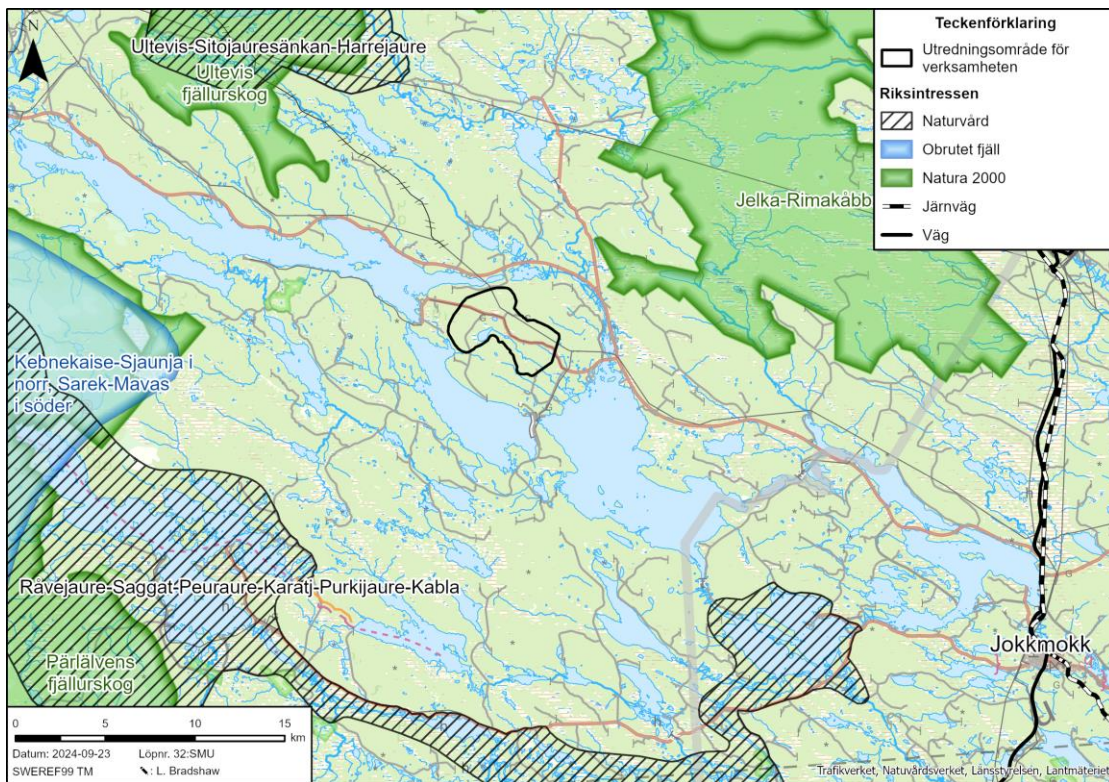 N
Ultevis-Sitojauresänkan-Harrejaure
Ultevis
fjällurskog
Jelka-Rimakåbb
Kebnekaise-Sjaunja i
norr, Sarek-Mavas
i söder
Råvejaure-Saggat-Peuraure-Karatj-Purkijaure-Kabla
Pärlälvens
fjällurskog
Jokkmokk
Teckenförklaring
Utredningsområde för
verksamheten
Riksintressen
Naturvård
Obrutet fjäll
Natura 2000
Järnväg
Väg
0 5 10 15
km
Datum: 2024-09-23 Löpnr. 32:SMU
SWEREF99 TM : L. Bradshaw
Trafikverket, Natuvårdsverket, Länsstyrelsen, Lantmäteriet